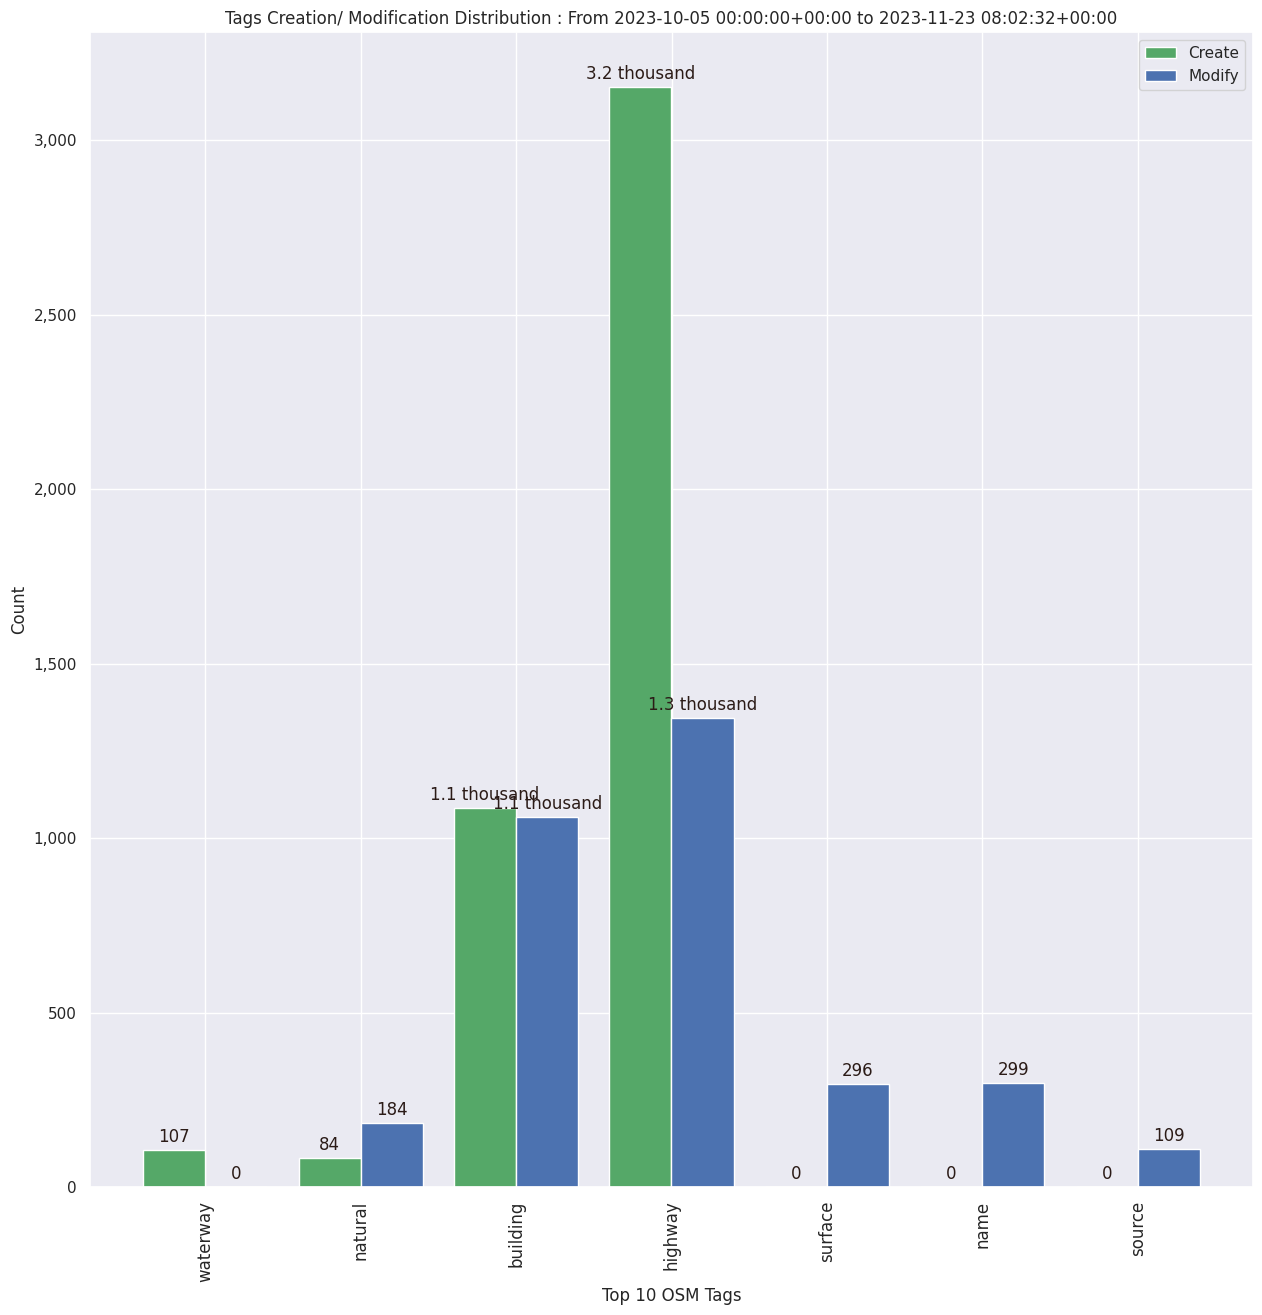 Tags Creation/ Modification Distribution : From 2023-10-05 00:00:00+00:00 to 2023-11-23 08:02:32+00:00
Create
Modify
3.2 thousand
3,000
2,500
2,000
1,500
1.3 thousand
1.1 thousand
1.1 thousand
1,000
500
296
299
184
107
84
109
0
0
0
0
0
Count
waterway
natural
building
highway
surface
name
source
Top 10 OSM Tags